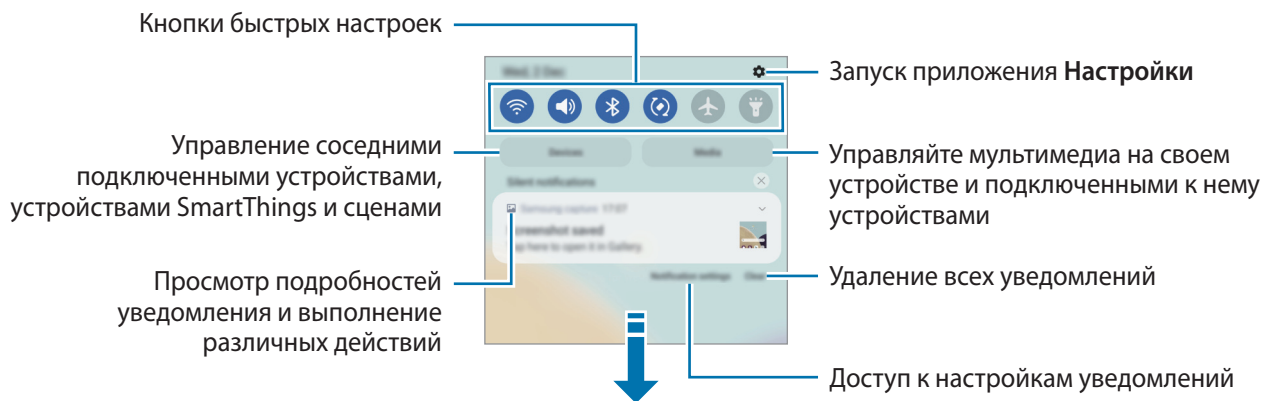 Кнопки быстрых настроек
Wed, 2 Dec
Запуск приложения Настройки
Управление соседними
подключенными устройствами,
устройствами SmartThings и сценами
Devices
Media
Управляйте мультимедиа на своем
устройстве и подключенными к нему
устройствами
Silent notifications
Samsung capture 17:07
Screenshot saved
Tap here to open it in Gallery.
Notification settings
Clear
Просмотр подробностей
уведомления и выполнение
различных действий
Удаление всех уведомлений
Доступ к настройкам уведомлений